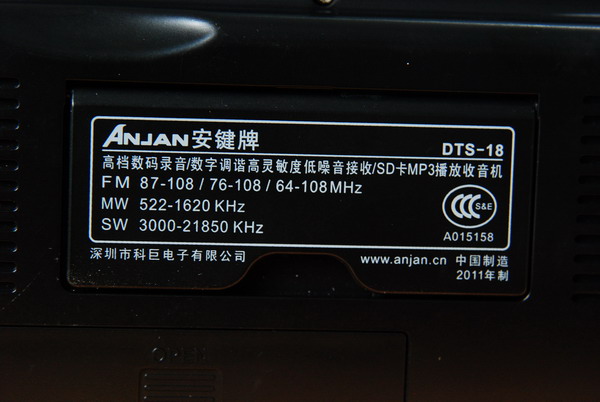 ANJAN安键牌 DTS-18
高档数码录音/数字调谐高灵敏度低噪音接收/SD卡MP3播放收音机
FM 87-108 / 76-108 / 64-108MHz
MW 522-1620 KHz
SW 3000-21850 KHz
CCC S&E
A015158
深圳市科巨电子有限公司
www.anjan.cn 中国制造
2011年制
OPEN